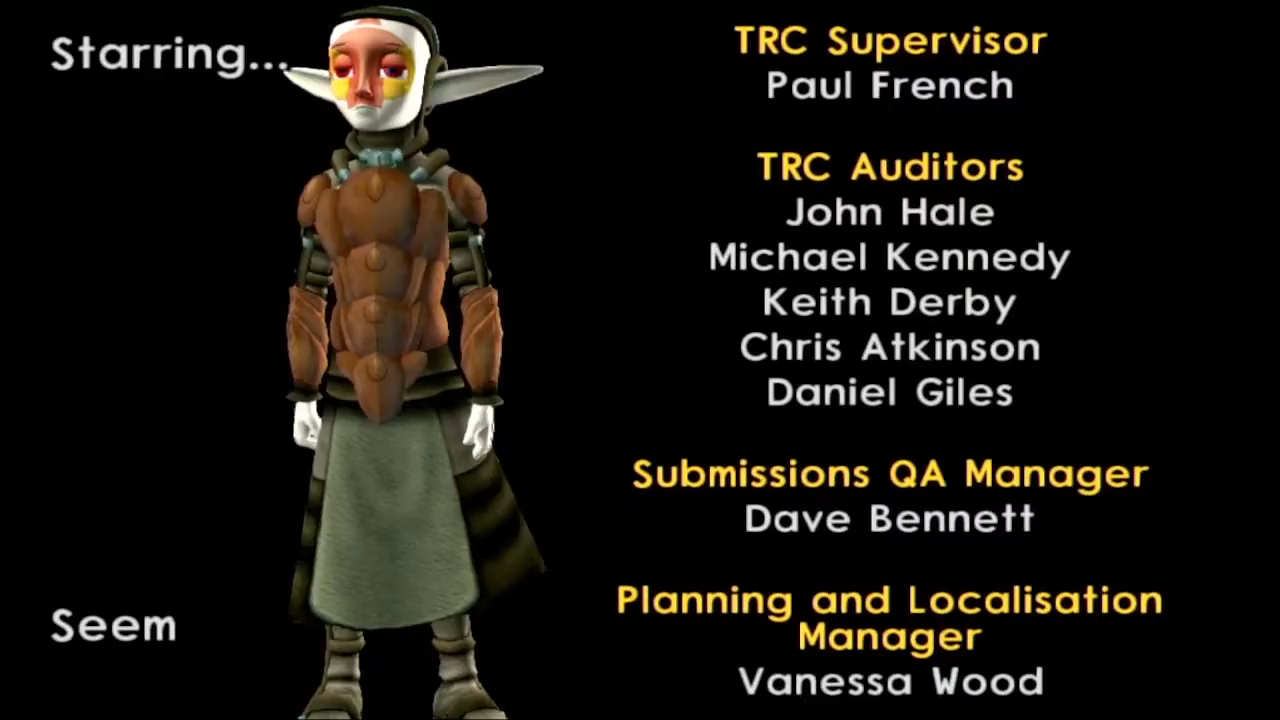 Starring...
Seem
TRC Supervisor
Paul French
TRC Auditors
John Hale
Michael Kennedy
Keith Derby
Chris Atkinson
Daniel Giles
Submissions QA Manager
Dave Bennett
Planning and Localisation
Manager
Vanessa Wood